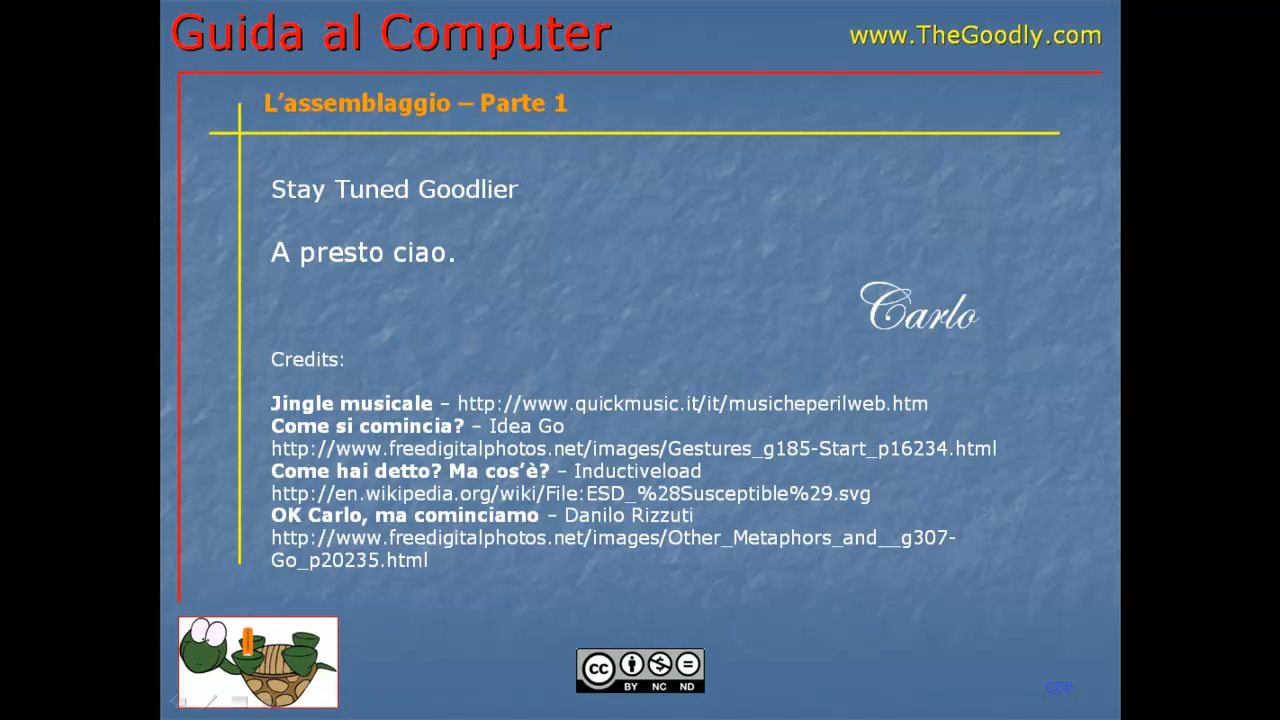 Guida al Computer
www.TheGoodly.com
L’assemblaggio – Parte 1
Stay Tuned Goodlier
A presto ciao.
Carlo
Credits:
Jingle musicale – http://www.quickmusic.it/it/musicheperilweb.htm
Come si comincia? – Idea Go
http://www.freedigitalphotos.net/images/Gestures_g185-Start_p16234.html
Come hai detto? Ma cos’è? – Inductiveload
http://en.wikipedia.org/wiki/File:ESD_%28Susceptible%29.svg
OK Carlo, ma cominciamo – Danilo Rizzuti
http://www.freedigitalphotos.net/images/Other_Metaphors_and__g307-
Go_p20235.html
cc
BY NC ND